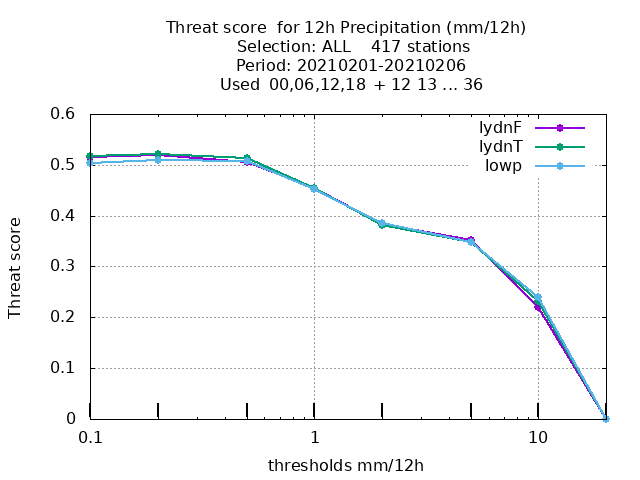 Threat score  for 12h Precipitation (mm/12h)
Selection: ALL    417 stations
Period: 20210201-20210206
Used  00,06,12,18  + 12 13 ... 36
0.6
0.5
0.4
0.3
0.2
0.1
0
Threat score
lydnF
lydnT
lowp
0.1
1
10
thresholds mm/12h